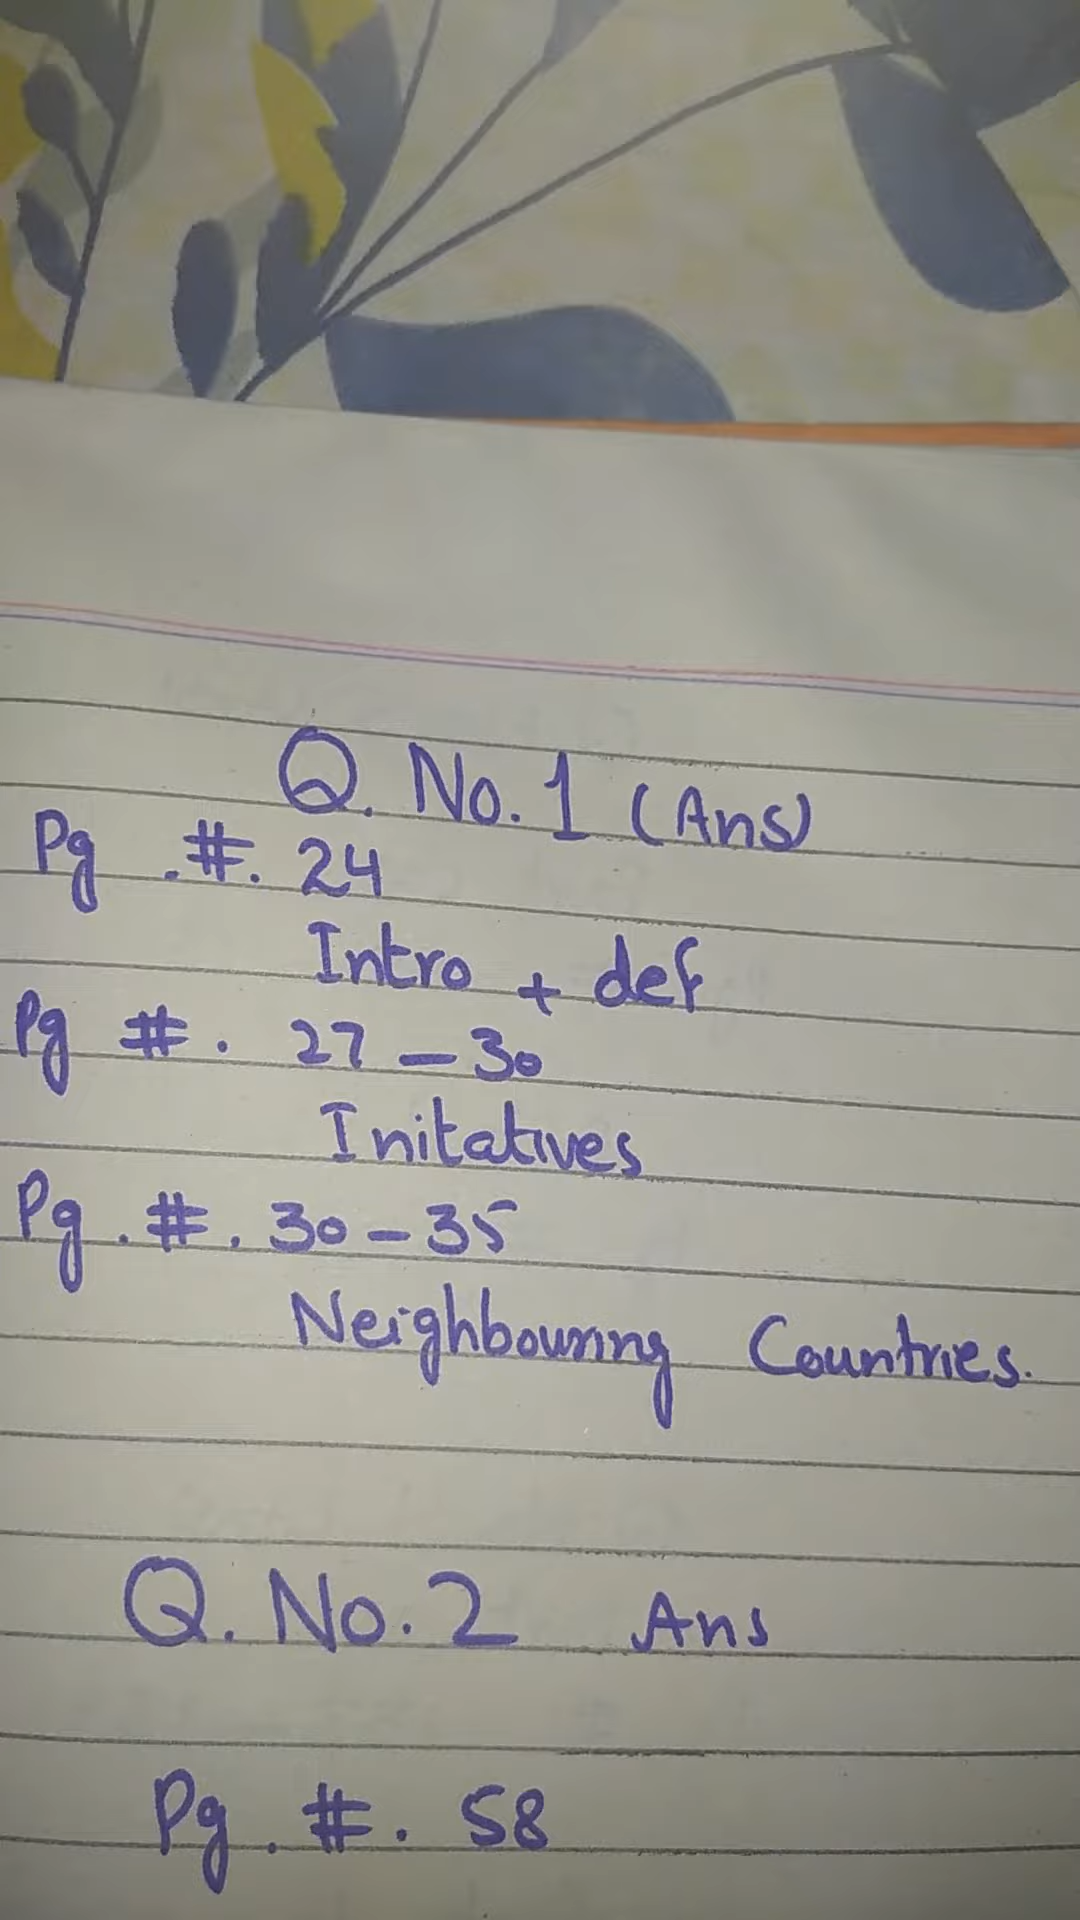 Q. No. 1 (Ans)
Pg .#. 24
Intro + def
Pg #. 27 - 30
Initatives
Pg . #. 30 - 35
Neighbouring Countries.
Q. No. 2 Ans
Pg . #. 58